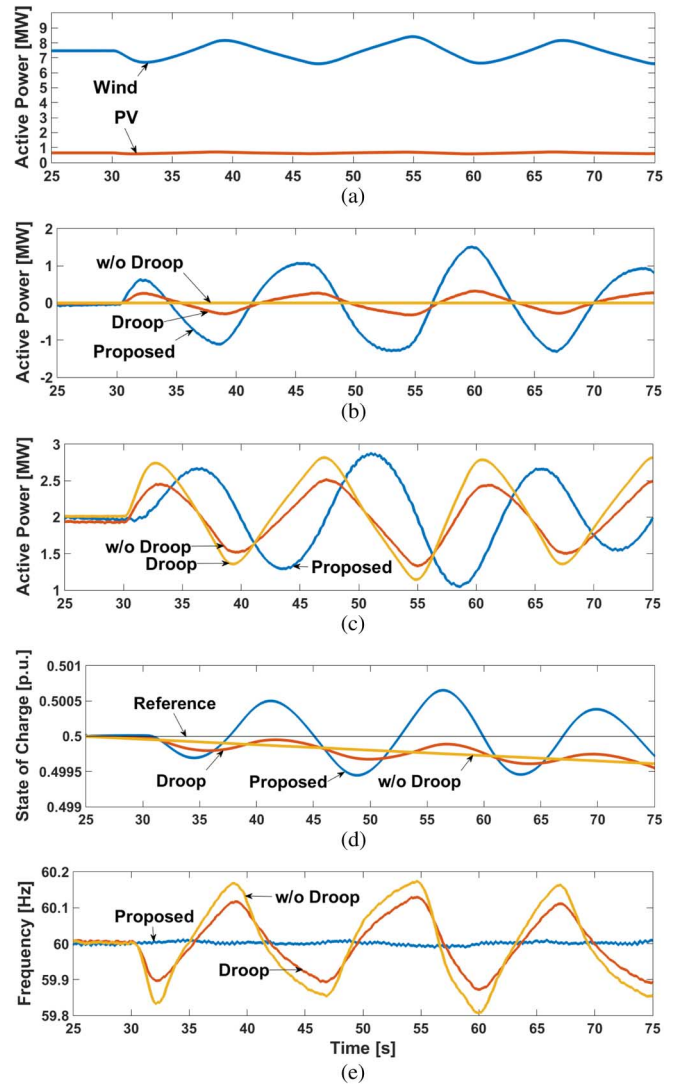 Active Power [MW]
9
8
7
6
5
4
3
2
1
0
Wind
PV
25 30 35 40 45 50 55 60 65 70 75
(a)
Active Power [MW]
2
1
0
-1
-2
w/o Droop
Droop
Proposed
25 30 35 40 45 50 55 60 65 70 75
(b)
Active Power [MW]
3
2.5
2
1.5
1
w/o Droop
Droop
Proposed
25 30 35 40 45 50 55 60 65 70 75
(c)
State of Charge [p.u.]
0.501
0.5005
0.5
0.4995
0.499
Reference
Droop
Proposed
w/o Droop
25 30 35 40 45 50 55 60 65 70 75
(d)
Frequency [Hz]
60.2
60.1
60
59.9
59.8
Proposed
w/o Droop
Droop
25 30 35 40 45 50 55 60 65 70 75
Time [s]
(e)